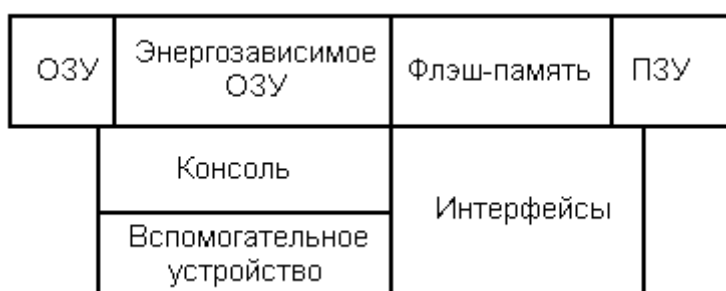 ОЗУ
Энергозависимое
ОЗУ
Флэш-память
ПЗУ
Консоль
Интерфейсы
Вспомогательное
устройство